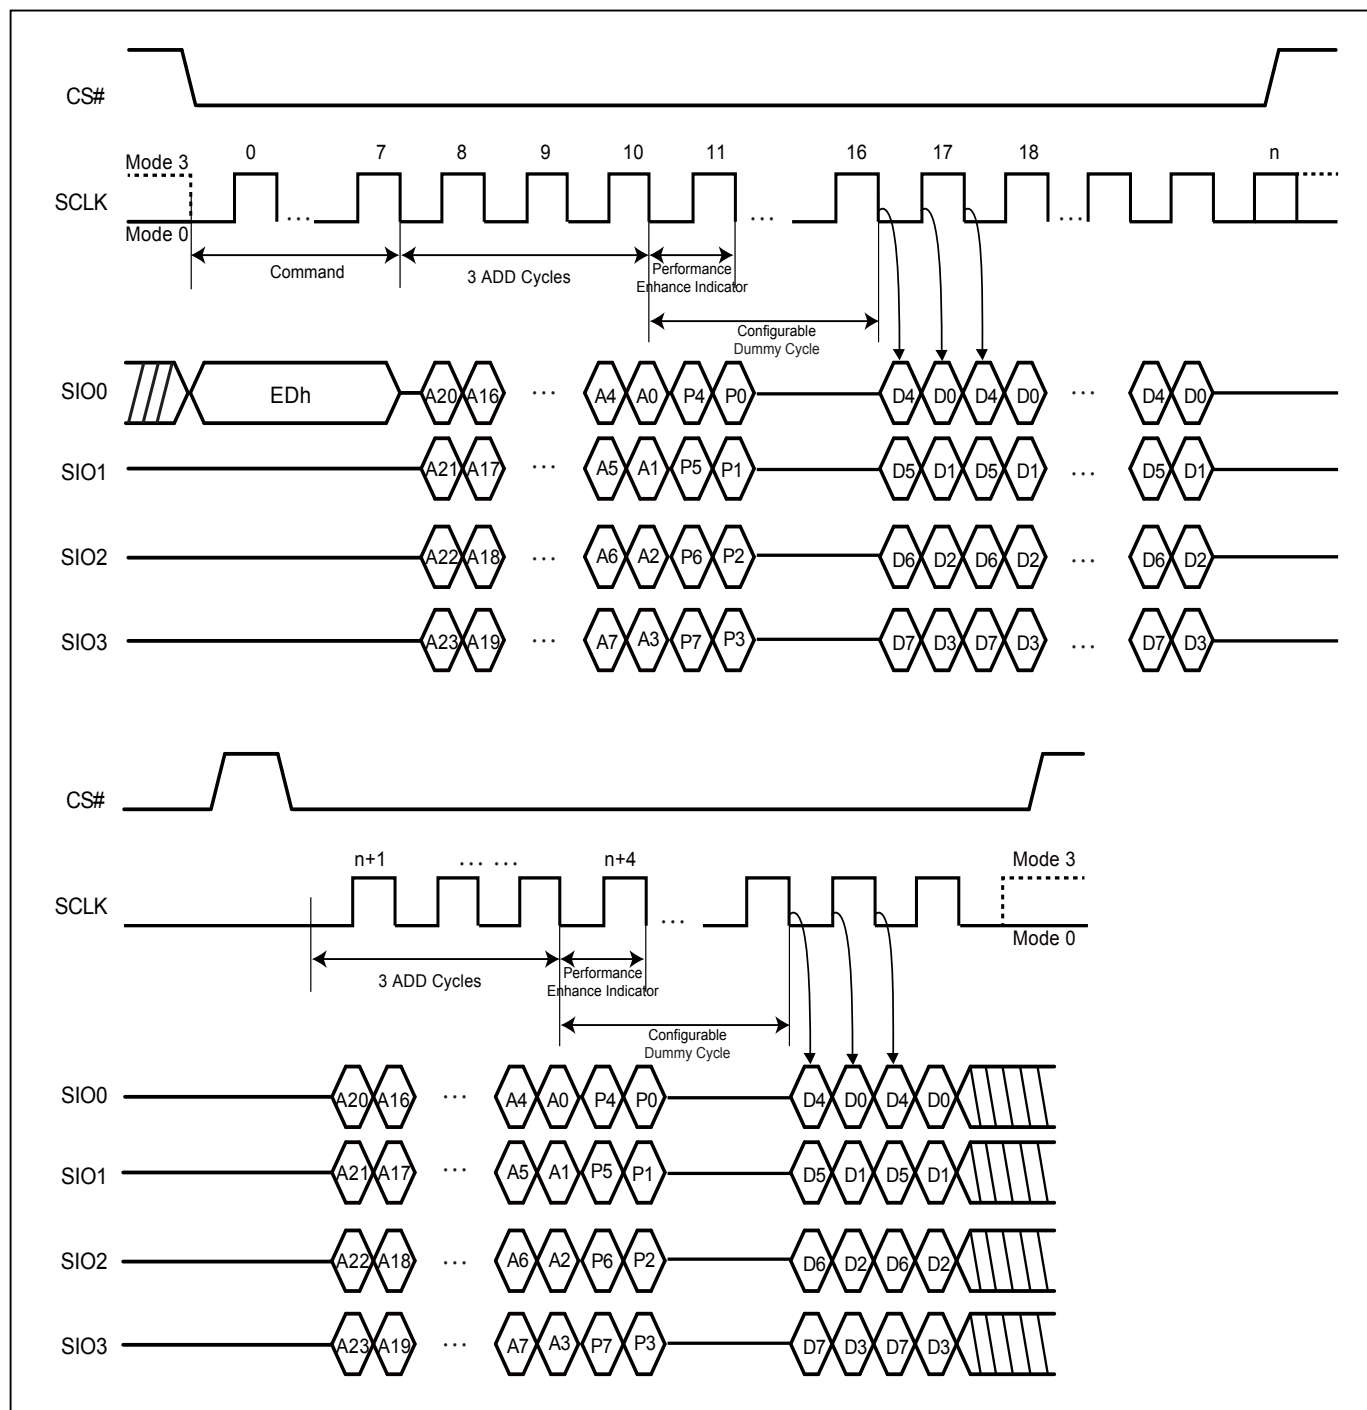 CS#
0 7 8 9 10 11 16 17 18 n
Mode 3
SCLK
Mode 0
Command
3 ADD Cycles
Performance
Enhance Indicator
Configurable
Dummy Cycle
SIO0 EDh A20 A16 ... A4 A0 P4 P0 D4 D0 D4 D0 ... D4 D0
SIO1 A21 A17 ... A5 A1 P5 P1 D5 D1 D5 D1 ... D5 D1
SIO2 A22 A18 ... A6 A2 P6 P2 D6 D2 D6 D2 ... D6 D2
SIO3 A23 A19 ... A7 A3 P7 P3 D7 D3 D7 D3 ... D7 D3
CS#
n+1 ... ... n+4 Mode 3
SCLK ...
Mode 0
3 ADD Cycles
Performance
Enhance Indicator
Configurable
Dummy Cycle
SIO0 A20 A16 ... A4 A0 P4 P0 D4 D0 D4 D0
SIO1 A21 A17 ... A5 A1 P5 P1 D5 D1 D5 D1
SIO2 A22 A18 ... A6 A2 P6 P2 D6 D2 D6 D2
SIO3 A23 A19 ... A7 A3 P7 P3 D7 D3 D7 D3